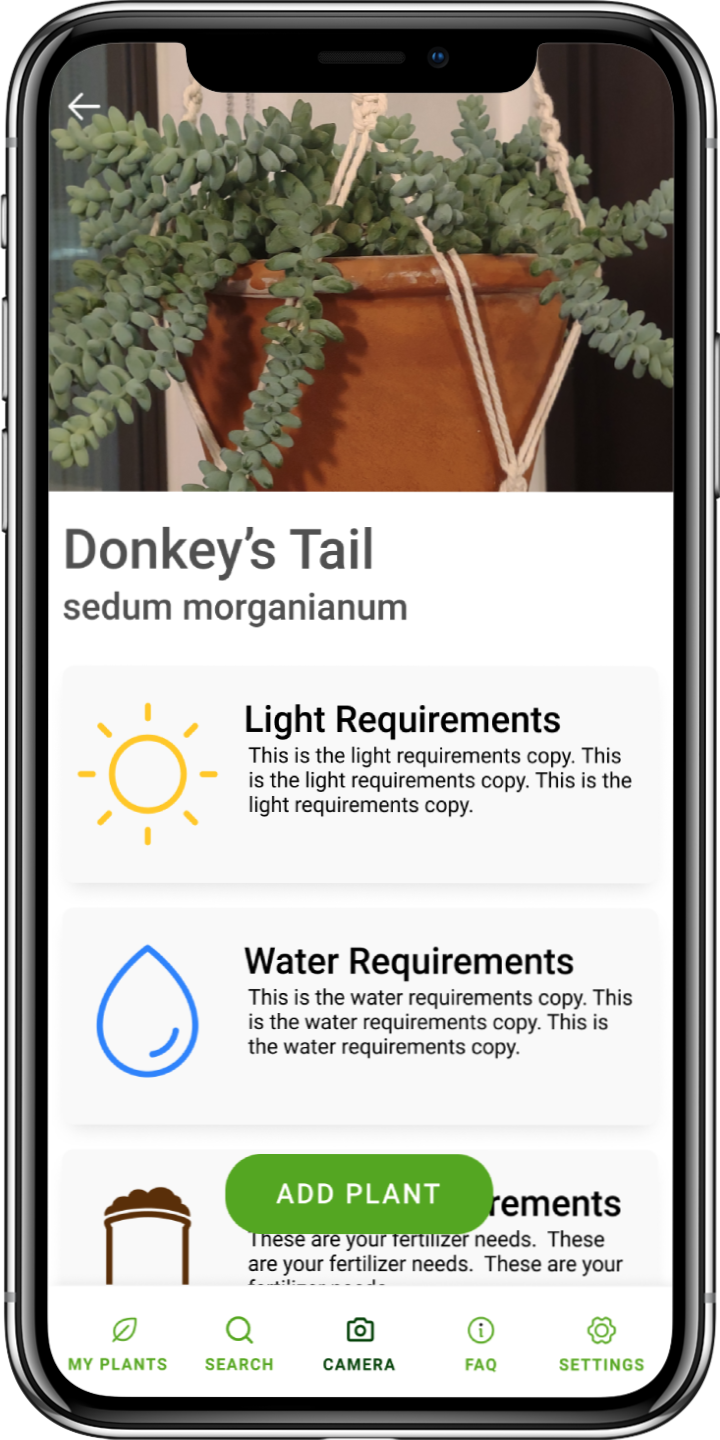 Donkey’s Tail
sedum morganianum
Light Requirements
This is the light requirements copy. This
is the light requirements copy. This is the
light requirements copy.
Water Requirements
This is the water requirements copy. This
is the water requirements copy. This is
the water requirements copy.
ADD PLANT
rements
These are your fertilizer needs. These
are your fertilizer needs. These are your
fertilizer needs.
MY PLANTS
SEARCH
CAMERA
FAQ
SETTINGS